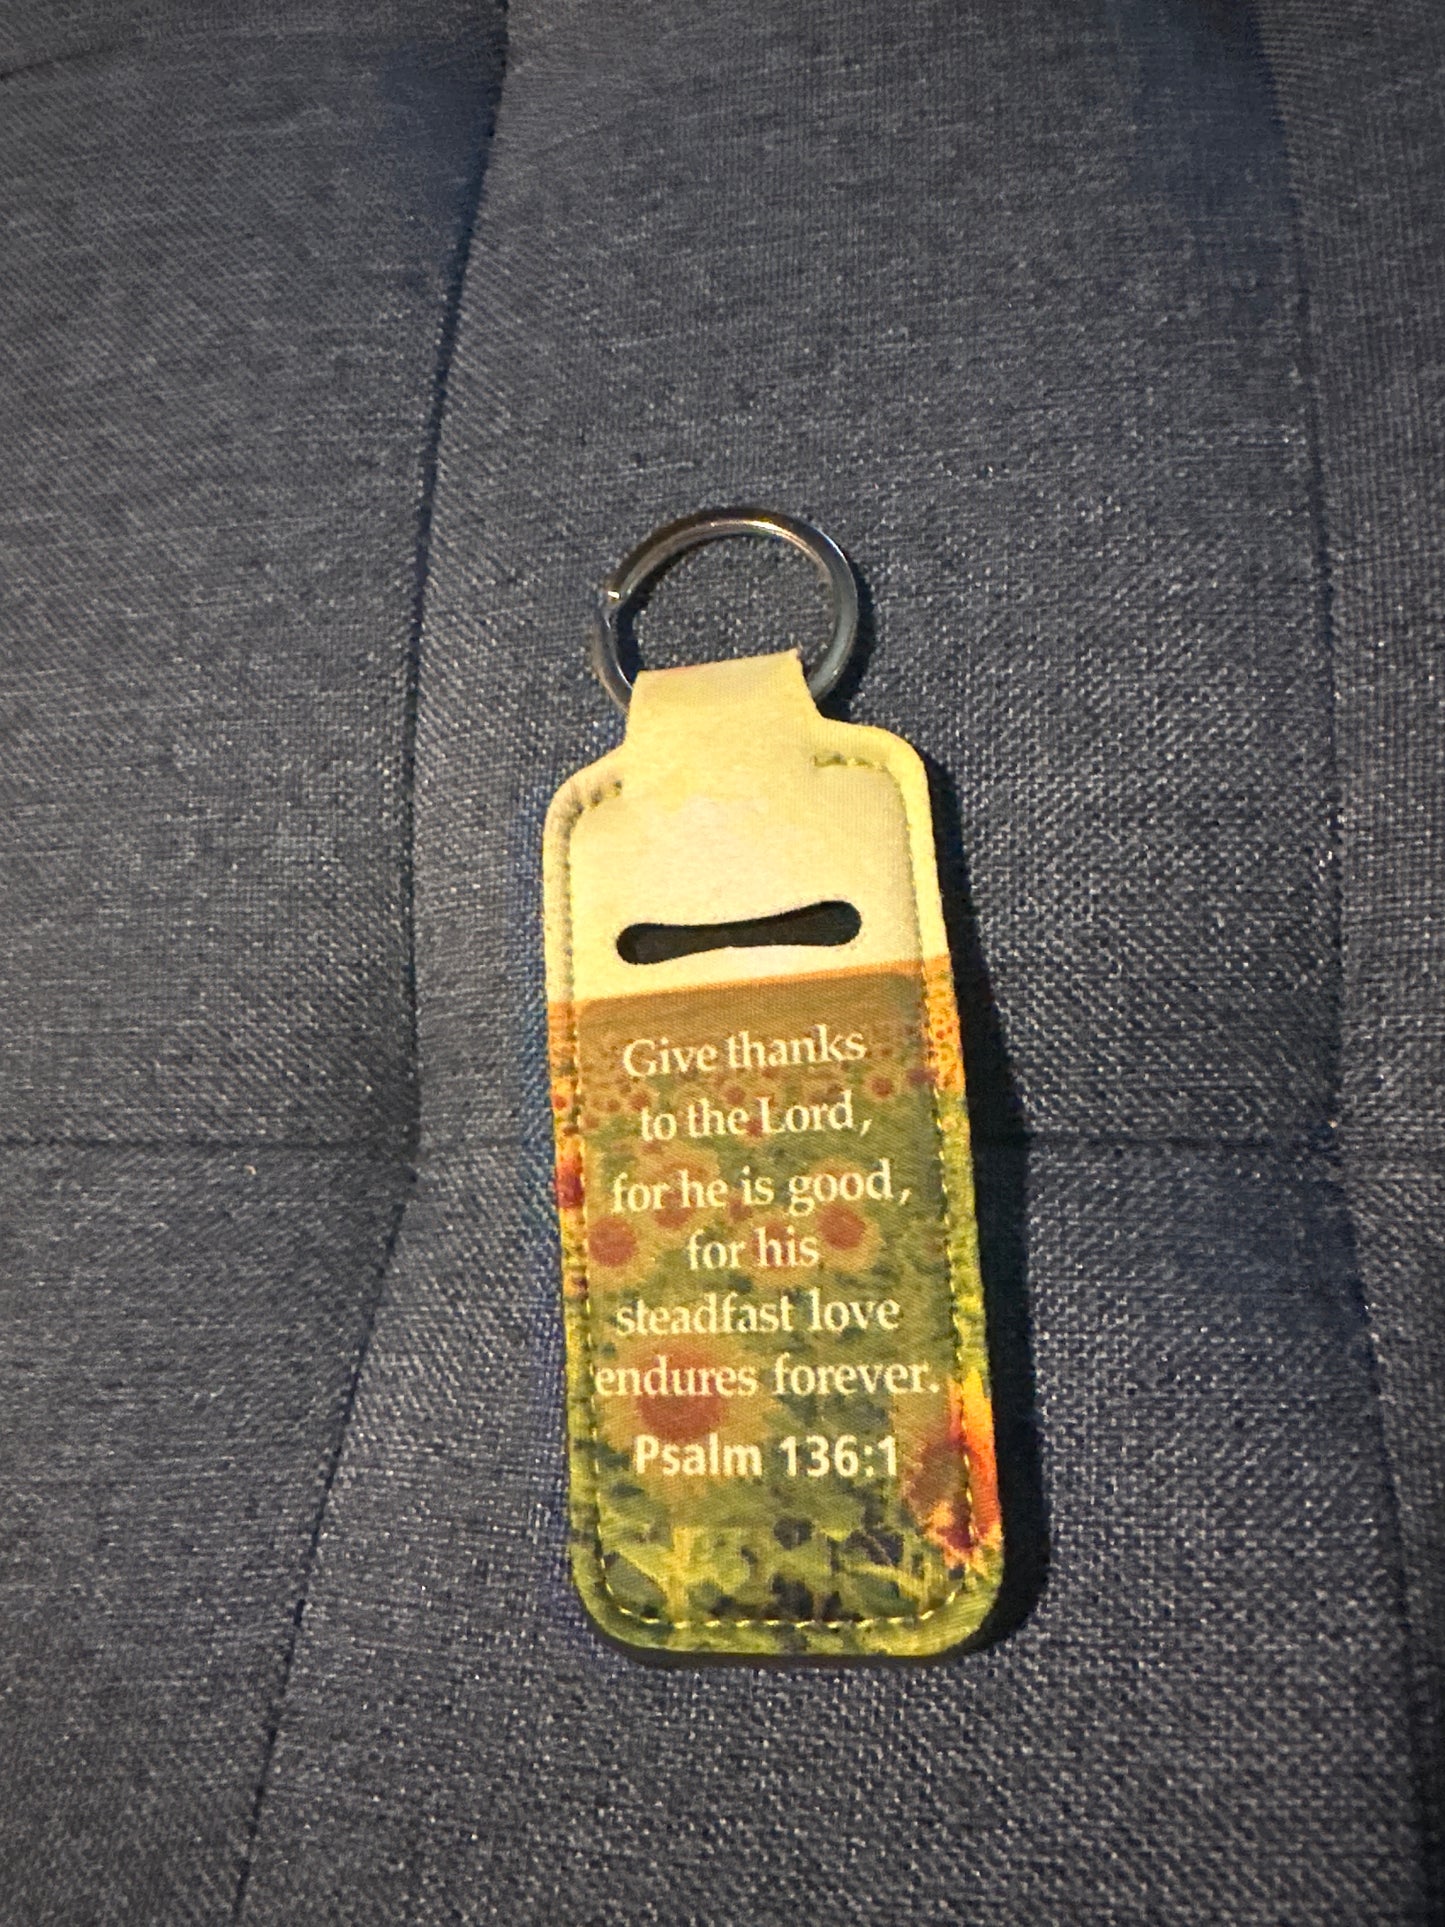 Give thanks
to the Lord,
for he is good,
for his
steadfast love
endures forever.
Psalm 136:1